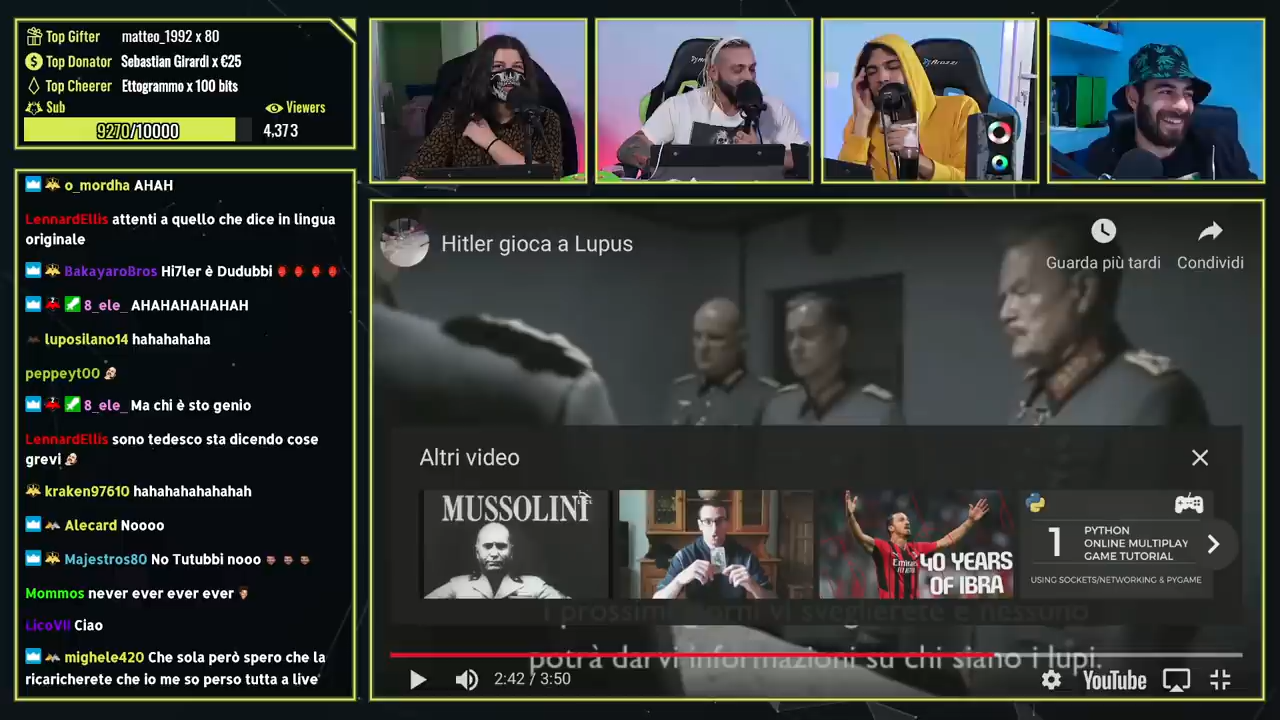 Top Gifter matteo_1992 x 80
Top Donator Sebastian Girardi x €25
Top Cheerer Ettogrammo x 100 bits
Sub Viewers
9270/10000 4,373
o_mordha AHAH
LennardEllis attenti a quello che dice in lingua
originale
BakayaroBros Hi7ler è Dudubbi
8_ele_ AHAHAHAHAHAH
luposilano14 hahahahaha
peppeyt00
8_ele_ Ma chi è sto genio
LennardEllis sono tedesco sta dicendo cose
grevi
kraken97610 hahahahahahahah
Alecard Noooo
Majestros80 No Tutubbi nooo
Mommos never ever ever ever
LicoVII Ciao
mighele420 Che sola però spero che la
ricaricherete che io me so perso tutta a live
Hitler gioca a Lupus
Guarda più tardi Condividi
Altri video
MUSSOLINI
40 YEARS
OF IBRA
1 PYTHON
ONLINE MULTIPLAY
GAME TUTORIAL
USING SOCKETS/NETWORKING & PYGAME
I prossimi giorni vi sveglierete e nessuno
potrà darvi informazioni su chi siano i lupi.
2:42 / 3:50 YouTube